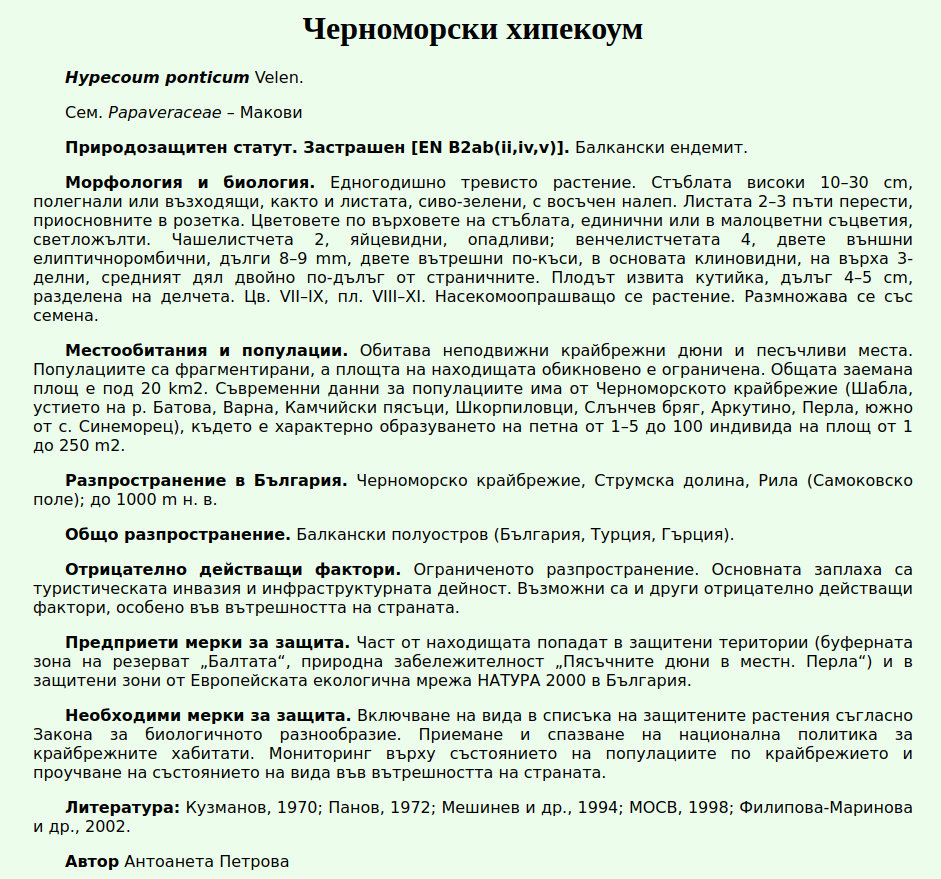 Черноморски хипекоум
Hypecoum ponticum Velen.
Сем. Papaveraceae – Макови
Природозащитен статут. Застрашен [EN B2ab(ii,iv,v)]. Балкански ендемит.
Морфология и биология. Едногодишно тревисто растение. Стъблата високи 10–30 cm,
полегнали или възходящи, както и листата, сиво-зелени, с восъчен налеп. Листата 2–3 пъти перести,
приосновните в розетка. Цветовете по върховете на стъблата, единични или в малоцветни съцветия,
светложълти. Чашелистчета 2, яйцевидни, опадливи; венчелистчетата 4, двете външни
елиптичноромбични, дълги 8–9 mm, двете вътрешни по-къси, в основата клиновидни, на върха 3-
делни, средният дял двойно по-дълъг от страничните. Плодът извита кутийка, дълъг 4–5 cm,
разделена на делчета. Цв. VII–IX, пл. VIII–XI. Насекомоопрашващо се растение. Размножава се със
семена.
Местообитания и популации. Обитава неподвижни крайбрежни дюни и песъчливи места.
Популациите са фрагментирани, а площта на находищата обикновено е ограничена. Общата заемана
площ е под 20 km2. Съвременни данни за популациите има от Черноморското крайбрежие (Шабла,
устието на р. Батова, Варна, Камчийски пясъци, Шкорпиловци, Слънчев бряг, Аркутино, Перла, южно
от с. Синеморец), където е характерно образуването на петна от 1–5 до 100 индивида на площ от 1
до 250 m2.
Разпространение в България. Черноморско крайбрежие, Струмска долина, Рила (Самоковско
поле); до 1000 m н. в.
Общо разпространение. Балкански полуостров (България, Турция, Гърция).
Отрицателно действащи фактори. Ограниченото разпространение. Основната заплаха са
туристическата инвазия и инфраструктурната дейност. Възможни са и други отрицателно действащи
фактори, особено във вътрешността на страната.
Предприети мерки за защита. Част от находищата попадат в защитени територии (буферната
зона на резерват „Балтата“, природна забележителност „Пясъчните дюни в местн. Перла“) и в
защитени зони от Европейската екологична мрежа НАТУРА 2000 в България.
Необходими мерки за защита. Включване на вида в списъка на защитените растения съгласно
Закона за биологичното разнообразие. Приемане и спазване на национална политика за
крайбрежните хабитати. Мониторинг върху състоянието на популациите по крайбрежието и
проучване на състоянието на вида във вътрешността на страната.
Литература: Кузманов, 1970; Панов, 1972; Мешинев и др., 1994; МОСВ, 1998; Филипова-Маринова
и др., 2002.
Автор Антоанета Петрова